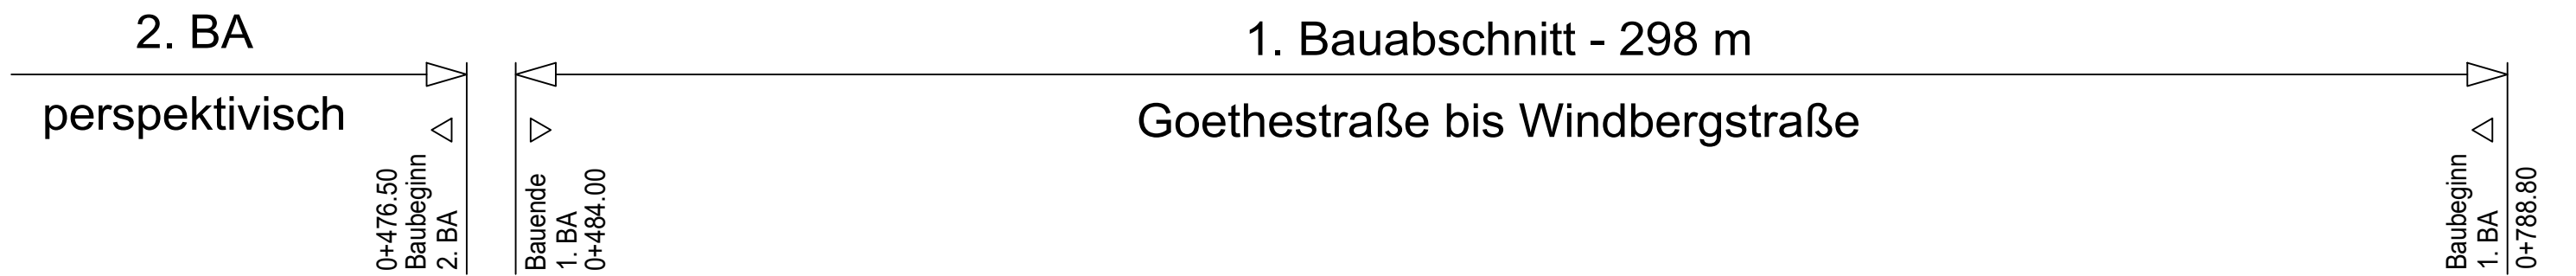 2. BA
perspektivisch
0+476.50
Baubeginn
2. BA
1. Bauabschnitt - 298 m
Goethestraße bis Windbergstraße
Bauende
1. BA
0+484.00
Baubeginn
1. BA
0+788.80